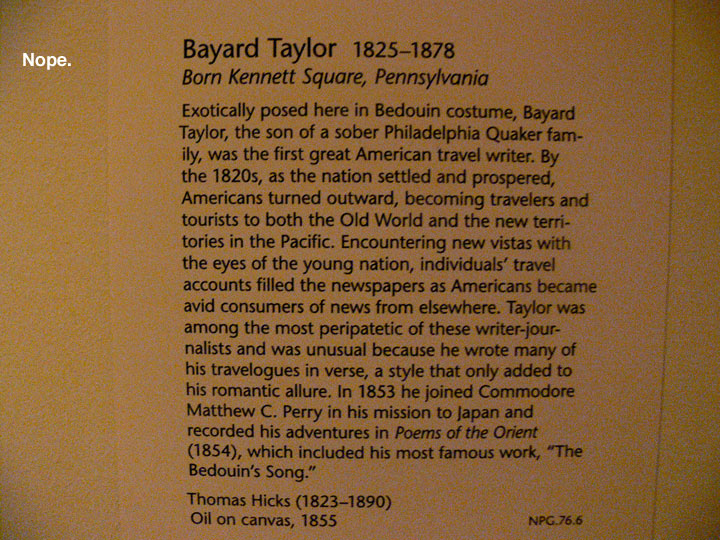 Nope.
Bayard Taylor 1825–1878
Born Kennett Square, Pennsylvania
Exotically posed here in Bedouin costume, Bayard
Taylor, the son of a sober Philadelphia Quaker fam-
ily, was the first great American travel writer. By
the 1820s, as the nation settled and prospered,
Americans turned outward, becoming travelers and
tourists to both the Old World and the new terri-
tories in the Pacific. Encountering new vistas with
the eyes of the young nation, individuals’ travel
accounts filled the newspapers as Americans became
avid consumers of news from elsewhere. Taylor was
among the most peripatetic of these writer-jour-
nalists and was unusual because he wrote many of
his travelogues in verse, a style that only added to
his romantic allure. In 1853 he joined Commodore
Matthew C. Perry in his mission to Japan and
recorded his adventures in Poems of the Orient
(1854), which included his most famous work, “The
Bedouin’s Song.”
Thomas Hicks (1823–1890)
Oil on canvas, 1855
NPG.76.6